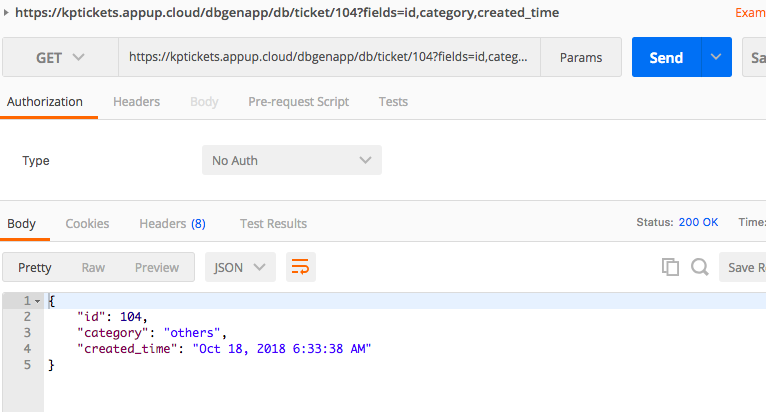 https://kptickets.appup.cloud/dbgenapp/db/ticket/104?fields=id,category,created_time Exam
GET https://kptickets.appup.cloud/dbgenapp/db/ticket/104?fields=id,categ... Params Send Sa
Authorization Headers Body Pre-request Script Tests
Type No Auth
Body Cookies Headers (8) Test Results Status: 200 OK Time:
Pretty Raw Preview JSON Save Re
1 {
2 "id": 104,
3 "category": "others",
4 "created_time": "Oct 18, 2018 6:33:38 AM"
5 }